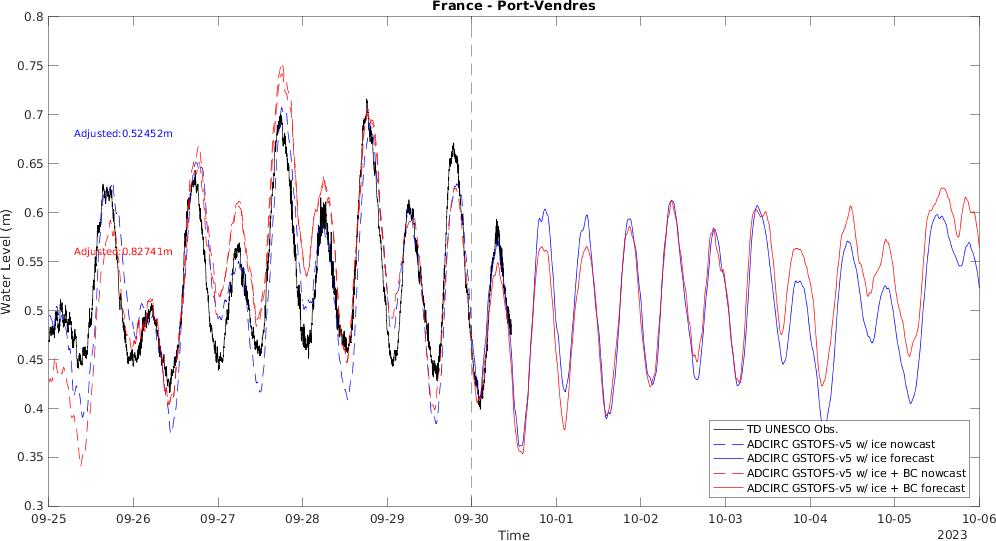 France - Port-Vendres
Water Level (m)
0.8
0.75
0.7
0.65
0.6
0.55
0.5
0.45
0.4
0.35
0.3
Adjusted:0.52452m
Adjusted:0.82741m
TD UNESCO Obs.
ADCIRC GSTOFS-v5 w/ ice nowcast
ADCIRC GSTOFS-v5 w/ ice forecast
ADCIRC GSTOFS-v5 w/ ice + BC nowcast
ADCIRC GSTOFS-v5 w/ ice + BC forecast
09-25 09-26 09-27 09-28 09-29 09-30 10-01 10-02 10-03 10-04 10-05 10-06
Time
2023